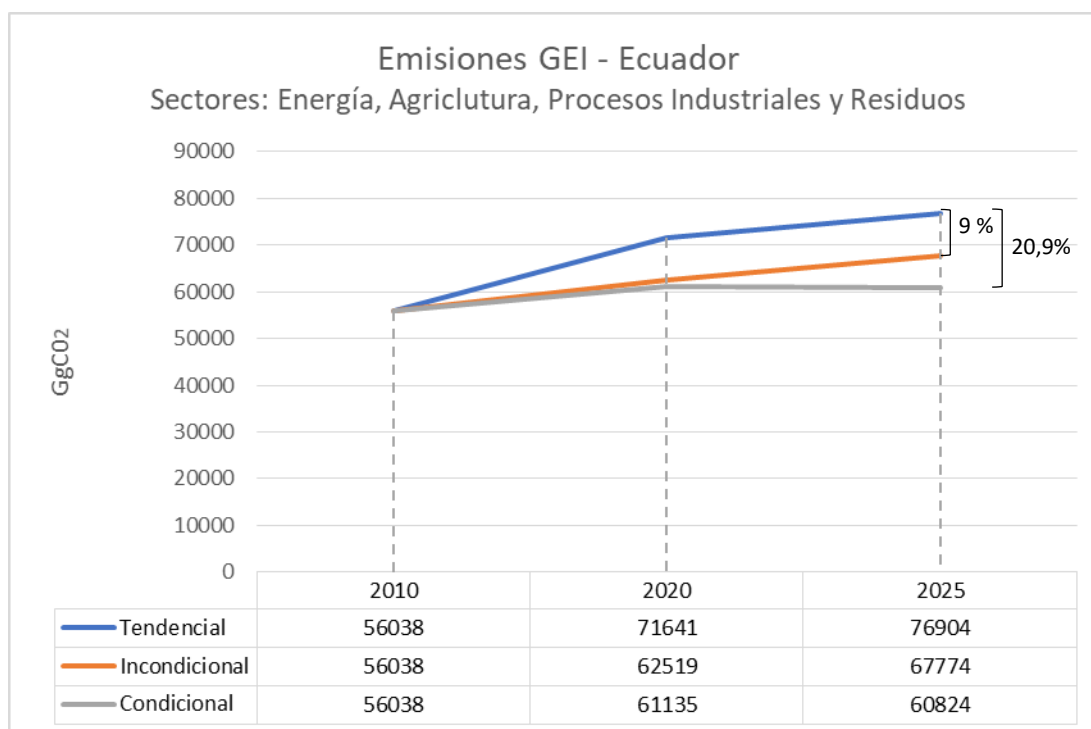 Emisiones GEI - Ecuador
Sectores: Energía, Agriclutura, Procesos Industriales y Residuos
GgC02
90000
80000
70000
60000
50000
40000
30000
20000
10000
0
9 %
20,9%
2010 2020 2025
Tendencial 56038 71641 76904
Incondicional 56038 62519 67774
Condicional 56038 61135 60824